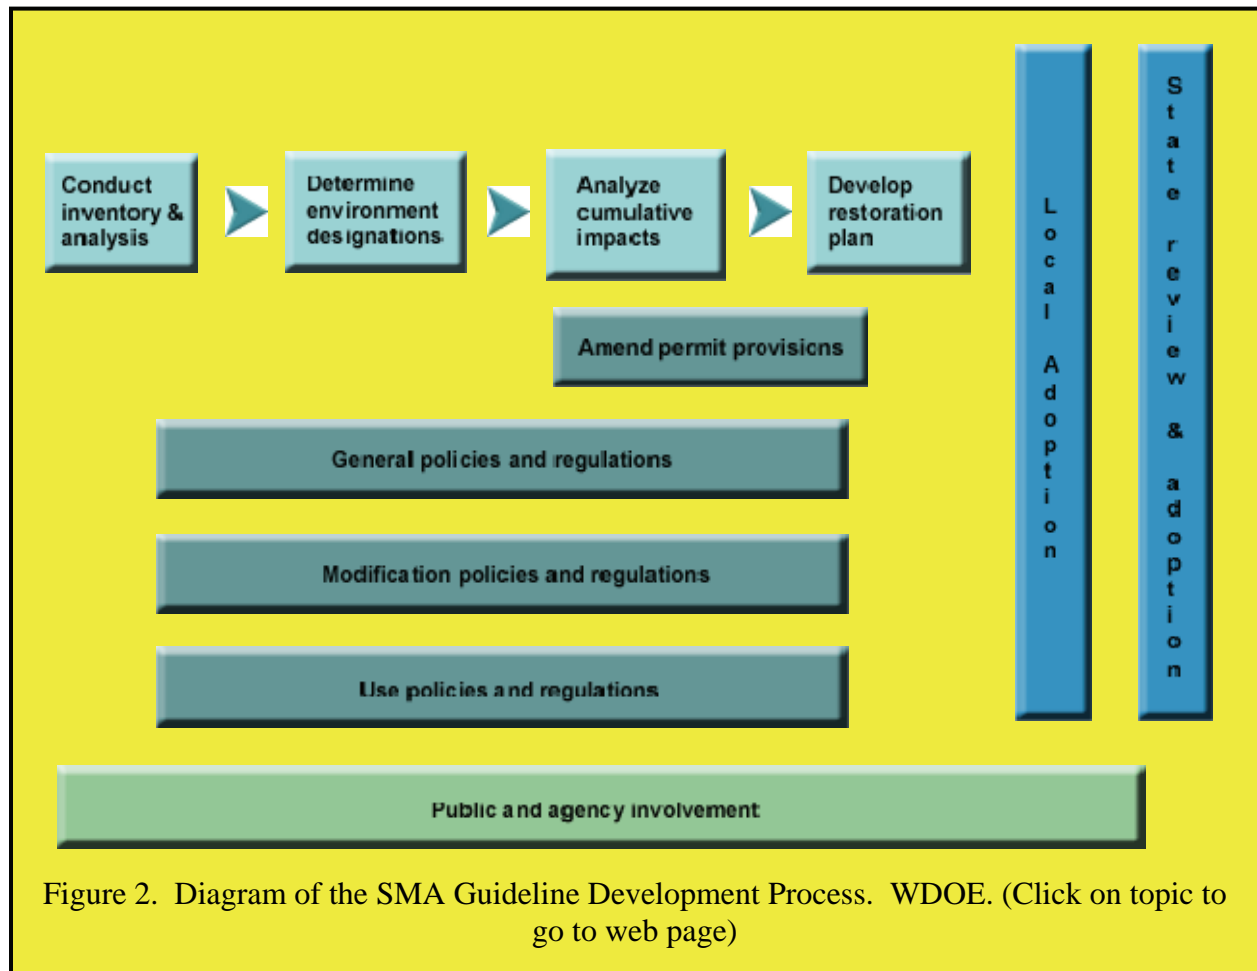 Conduct
inventory &
analysis
Determine
environment
designations
Analyze
cumulative
impacts
Develop
restoration
plan
Amend permit provisions
General policies and regulations
Modification policies and regulations
Use policies and regulations
Local Adoption
State review & adoption
Public and agency involvement
Figure 2. Diagram of the SMA Guideline Development Process. WDOE. (Click on topic to
go to web page)